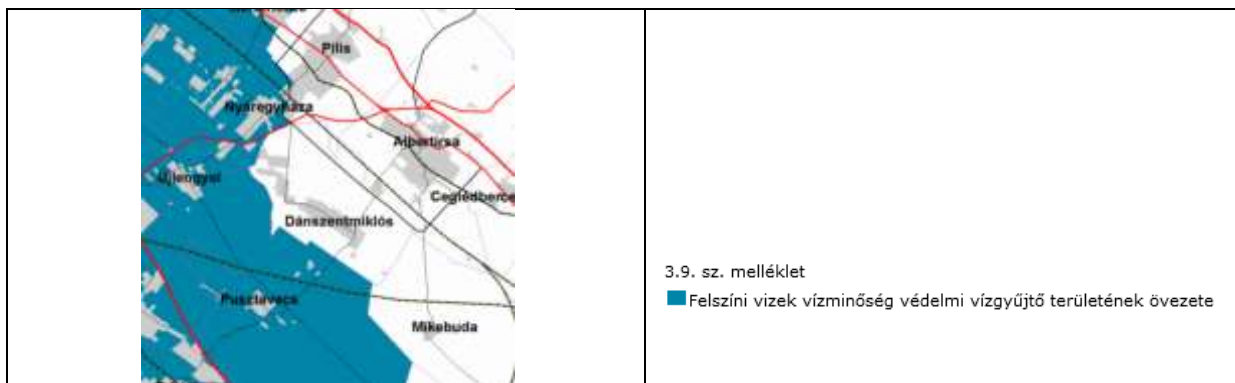 Pilis
Nyáregyháza
Albertirsa
Újlengyel
Ceglédberce
Dánszentmiklós
Pusztavacs
Mikebuda
3.9. sz. melléklet
Felszíni vizek vízminőség védelmi vízgyűjtő területének övezete